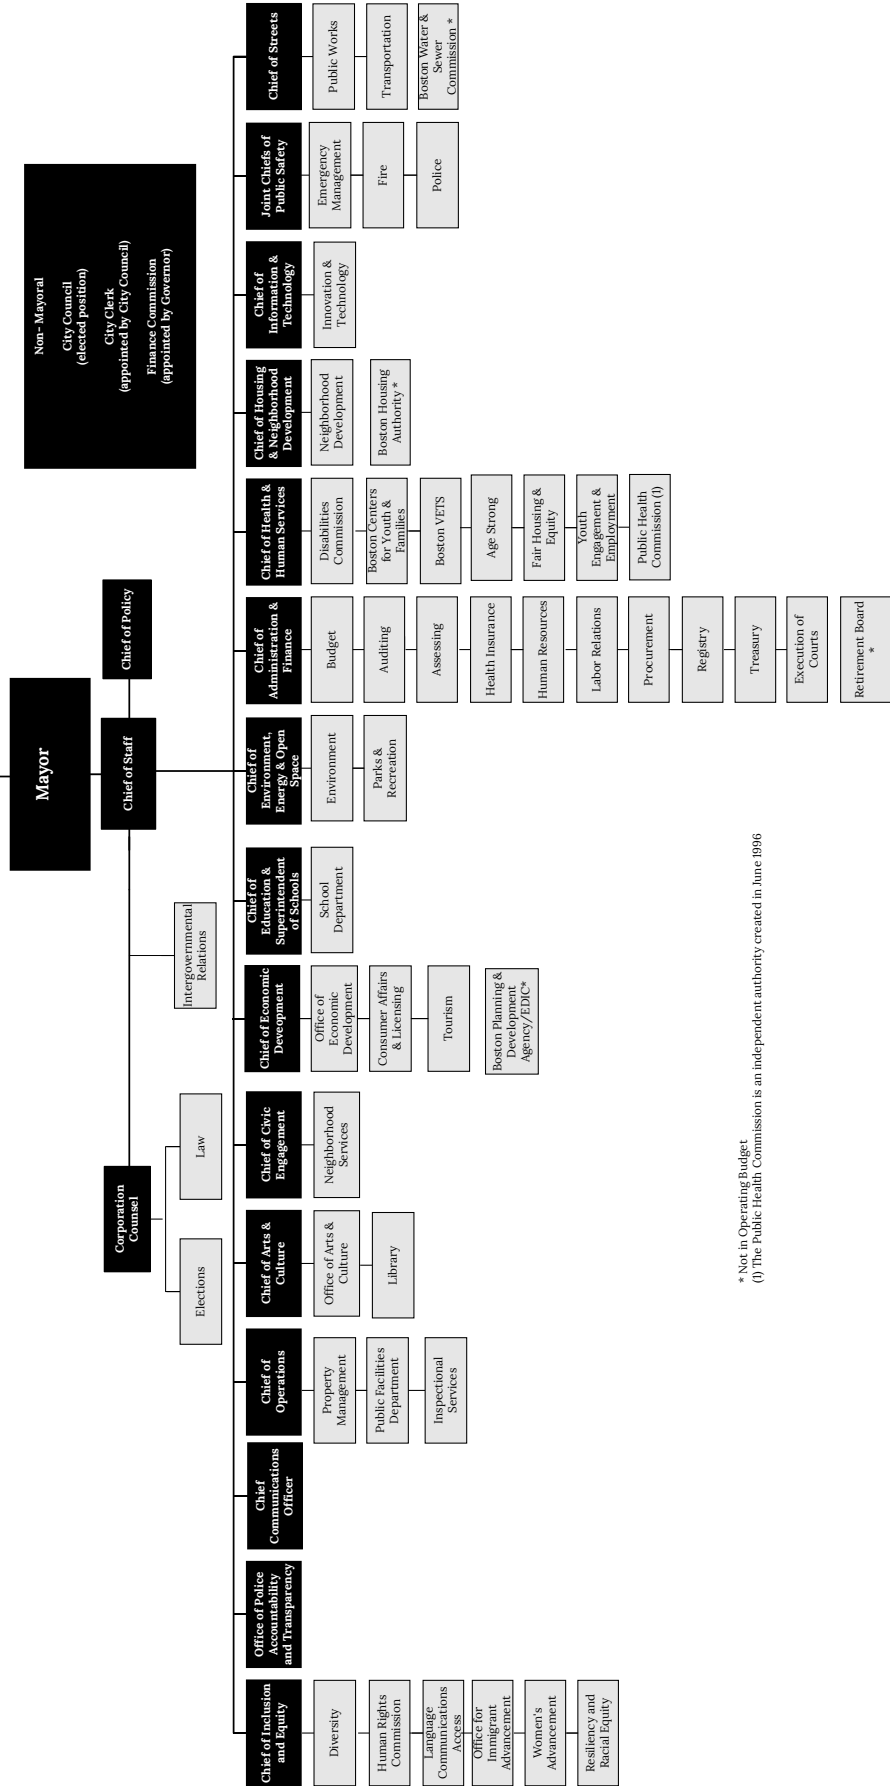 Mayor
Non- Mayoral
City Council
(elected position)
City Clerk
(appointed by City Council)
Finance Commission
(appointed by Governor)
Chief of Staff
Chief of Policy
Corporation
Counsel
Intergovernmental
Relations
Elections
Law
Chief of Inclusion
and Equity
Diversity
Human Rights
Commission
Language
Communications
Access
Office for
Immigrant
Advancement
Women's
Advancement
Resiliency and
Racial Equity
Office of Police
Accountability
and Transparency
Chief
Communications
Officer
Chief of
Operations
Property
Management
Public Facilities
Department
Inspectional
Services
Chief of Arts &
Culture
Office of Arts &
Culture
Library
Chief of Civic
Engagement
Neighborhood
Services
Chief of Economic
Deveopment
Office of
Economic
Development
Consumer Affairs
& Licensing
Tourism
Boston Planning &
Development
Agency/EDIC*
Chief of
Education &
Superintendent
of Schools
School
Department
Chief of
Environment,
Energy & Open
Space
Environment
Parks &
Recreation
Chief of
Administration &
Finance
Budget
Auditing
Assessing
Health Insurance
Human Resources
Labor Relations
Procurement
Registry
Treasury
Execution of
Courts
Retirement Board
*
Chief of Health &
Human Services
Disabilities
Commission
Boston Centers
for Youth &
Families
Boston VETS
Age Strong
Fair Housing &
Equity
Youth
Engagement &
Employment
Public Health
Commission (1)
Chief of Housing
& Neighborhood
Development
Neighborhood
Development
Boston Housing
Authority *
Chief of
Information &
Technology
Innovation &
Technology
Joint Chiefs of
Public Safety
Emergency
Management
Fire
Police
Chief of Streets
Public Works
Transportation
Boston Water &
Sewer
Commission *
* Not in Operating Budget
(1) The Public Health Commission is an independent authority created in June 1996